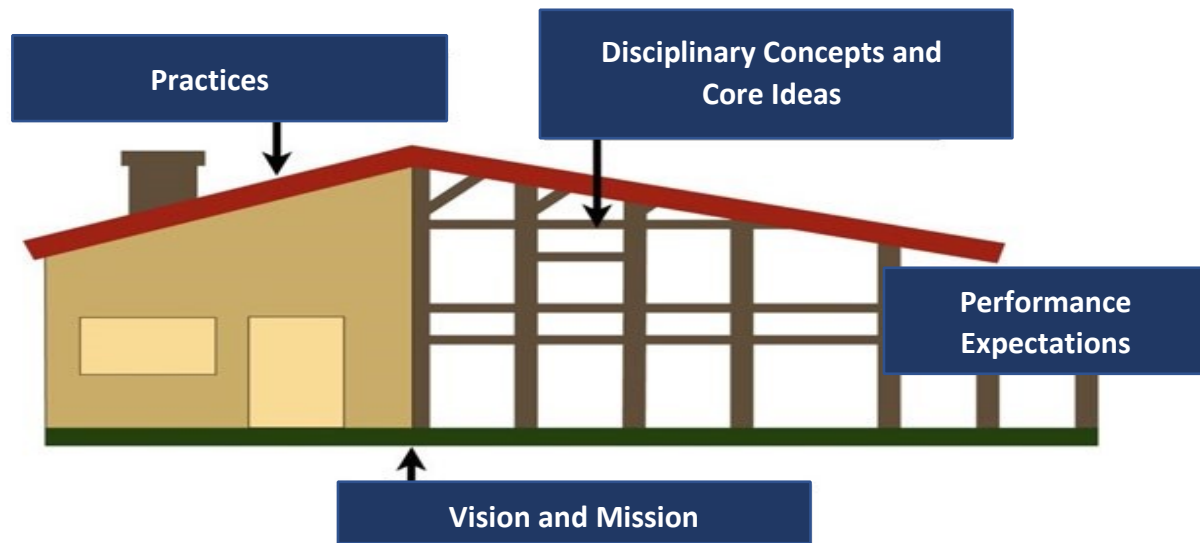 Practices
Disciplinary Concepts and
Core Ideas
Performance
Expectations
Vision and Mission